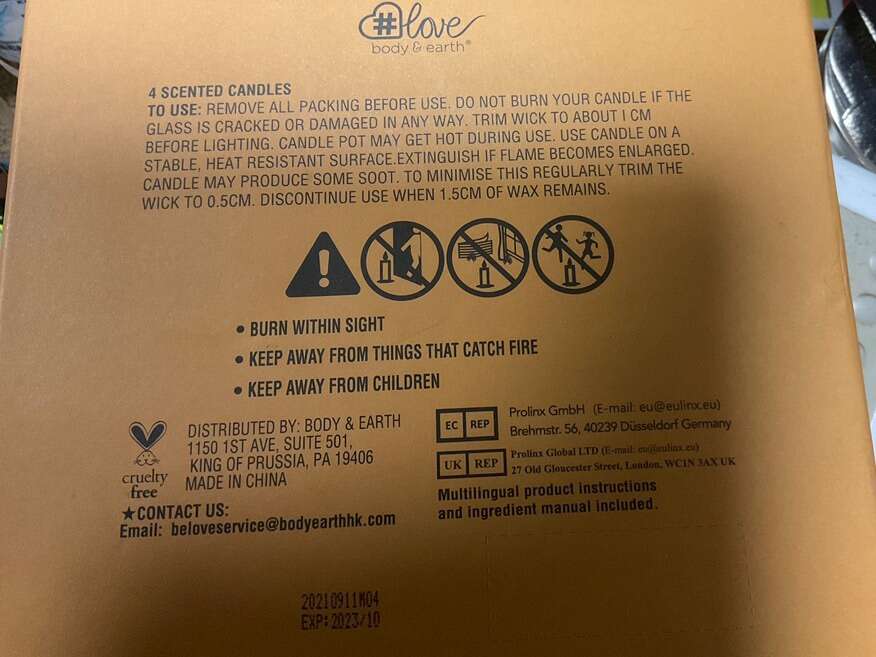 #love
body & earth®
4 SCENTED CANDLES
TO USE: REMOVE ALL PACKING BEFORE USE. DO NOT BURN YOUR CANDLE IF THE
GLASS IS CRACKED OR DAMAGED IN ANY WAY. TRIM WICK TO ABOUT I CM
BEFORE LIGHTING. CANDLE POT MAY GET HOT DURING USE. USE CANDLE ON A
STABLE, HEAT RESISTANT SURFACE.EXTINGUISH IF FLAME BECOMES ENLARGED.
CANDLE MAY PRODUCE SOME SOOT. TO MINIMISE THIS REGULARLY TRIM THE
WICK TO 0.5CM. DISCONTINUE USE WHEN 1.5CM OF WAX REMAINS.
• BURN WITHIN SIGHT
• KEEP AWAY FROM THINGS THAT CATCH FIRE
• KEEP AWAY FROM CHILDREN
cruelty
free
DISTRIBUTED BY: BODY & EARTH
1150 1ST AVE, SUITE 501,
KING OF PRUSSIA, PA 19406
MADE IN CHINA
★CONTACT US:
Email: beloveservice@bodyearthhk.com
EC REP
Prolinx GmbH (E-mail: eu@eulinx.eu)
Brehmstr. 56, 40239 Düsseldorf Germany
UK REP
Prolinx Global LTD (E-mail: eu@eulinx.eu)
27 Old Gloucester Street, London, WC1N 3AX UK
Multilingual product instructions
and ingredient manual included.
20210911M04
EXP:2023/10